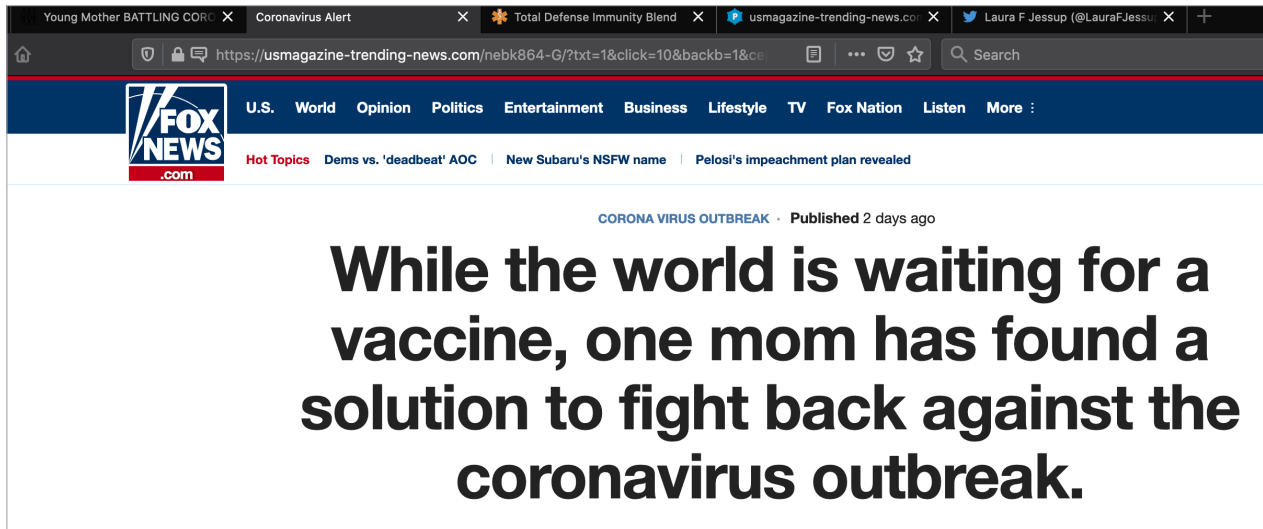 Young Mother BATTLING CORO
Coronavirus Alert
Total Defense Immunity Blend
usmagazine-trending-news.con
Laura F Jessup (@LauraFJessu
https://usmagazine-trending-news.com/nebk864-G/?txt=1&click=10&backb=1&ce
Search
FOX
NEWS
.com
U.S. World Opinion Politics Entertainment Business Lifestyle TV Fox Nation Listen More
Hot Topics Dems vs. 'deadbeat' AOC New Subaru's NSFW name Pelosi's impeachment plan revealed
CORONA VIRUS OUTBREAK · Published 2 days ago
While the world is waiting for a
vaccine, one mom has found a
solution to fight back against the
coronavirus outbreak.